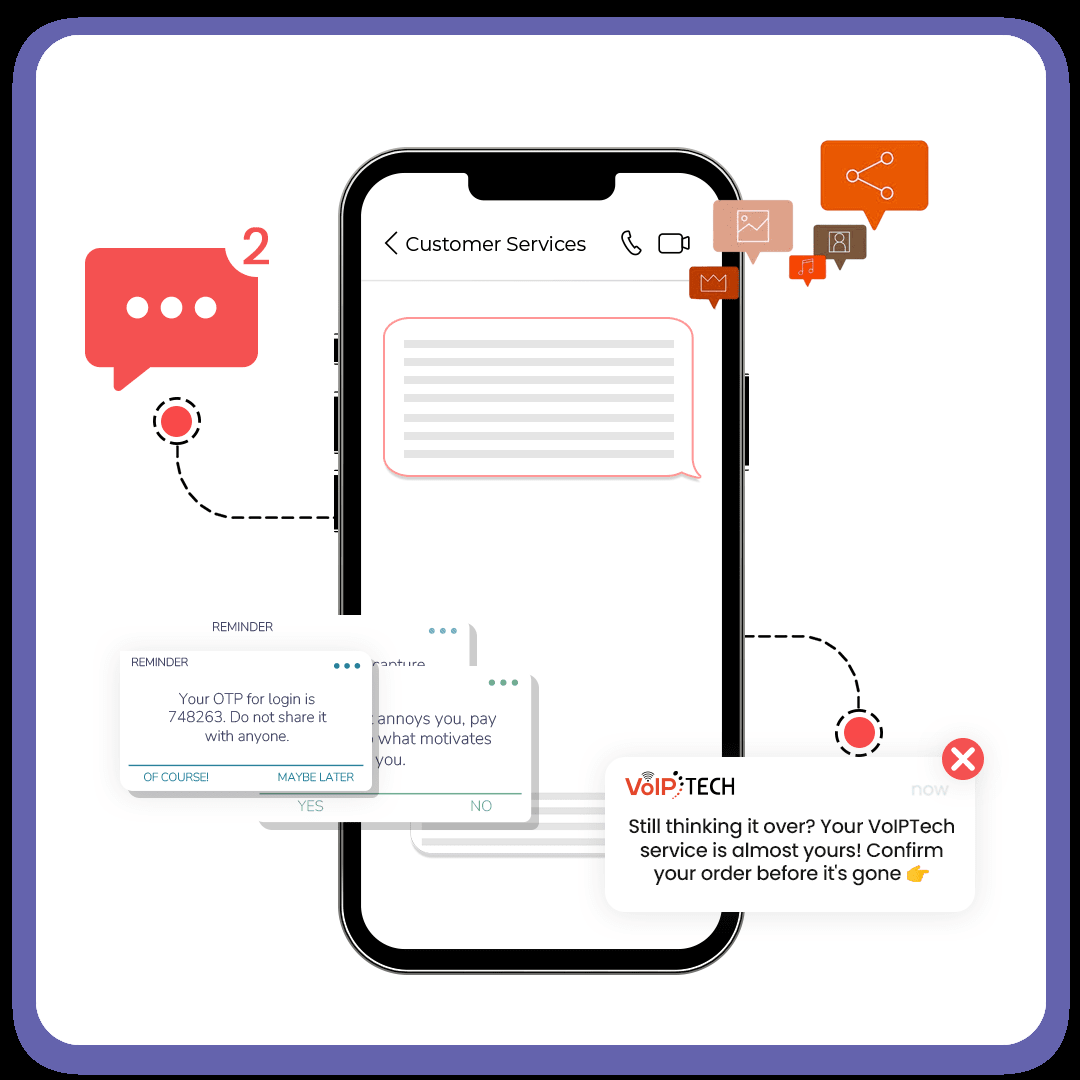 2
Customer Services
REMINDER
REMINDER
Your OTP for login is
748263. Do not share it
with anyone.
OF COURSE!
MAYBE LATER
capture
annoys you, pay
what motivates
you.
YES
NO
VoIP TECH
now
Still thinking it over? Your VoIPTech
service is almost yours! Confirm
your order before it's gone 👉